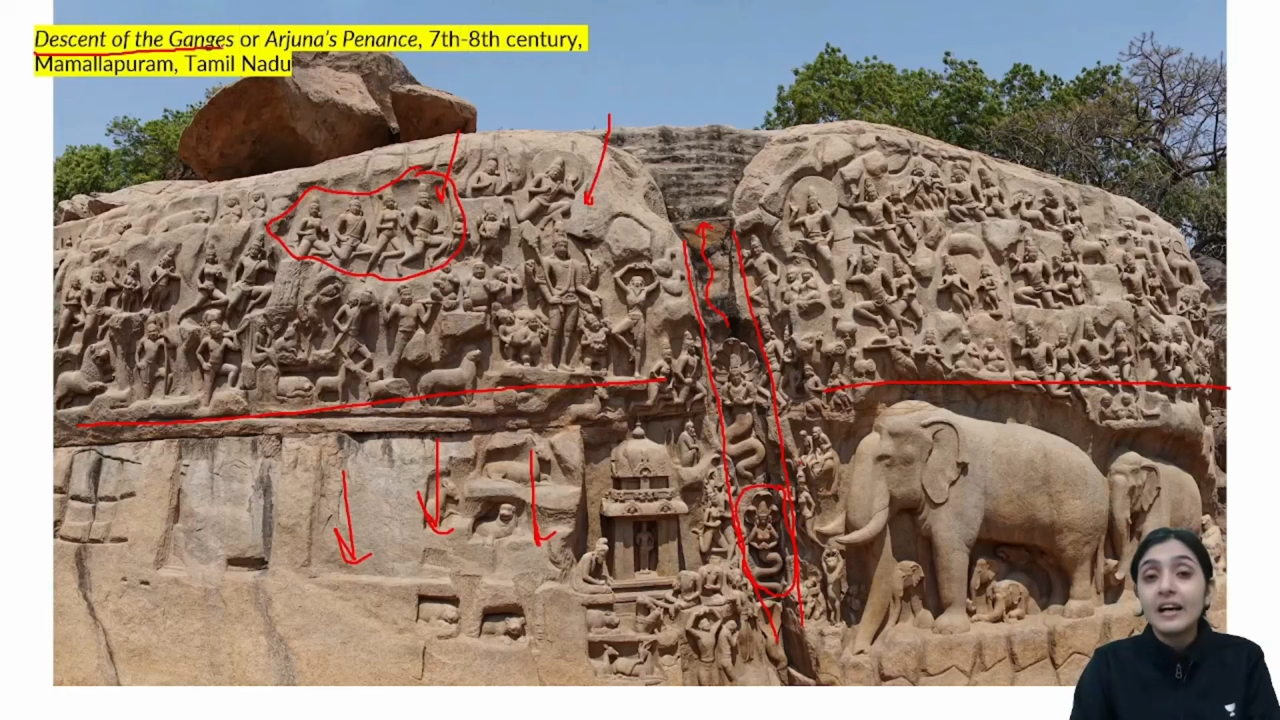 Descent of the Ganges or Arjuna's Penance, 7th-8th century,
Mamallapuram, Tamil Nadu